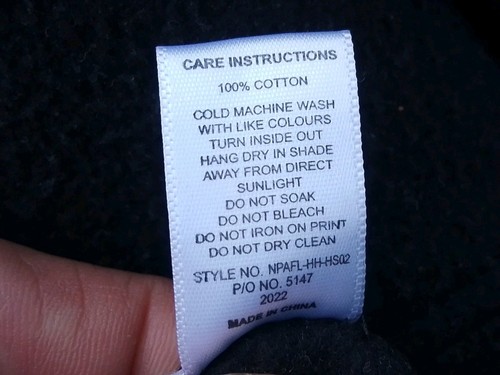 CARE INSTRUCTIONS
100% COTTON
COLD MACHINE WASH
WITH LIKE COLOURS
TURN INSIDE OUT
HANG DRY IN SHADE
AWAY FROM DIRECT
SUNLIGHT
DO NOT SOAK
DO NOT BLEACH
DO NOT IRON ON PRINT
DO NOT DRY CLEAN
STYLE NO. NPAFL-HH-HS02
P/O NO. 5147
2022
MADE IN CHINA